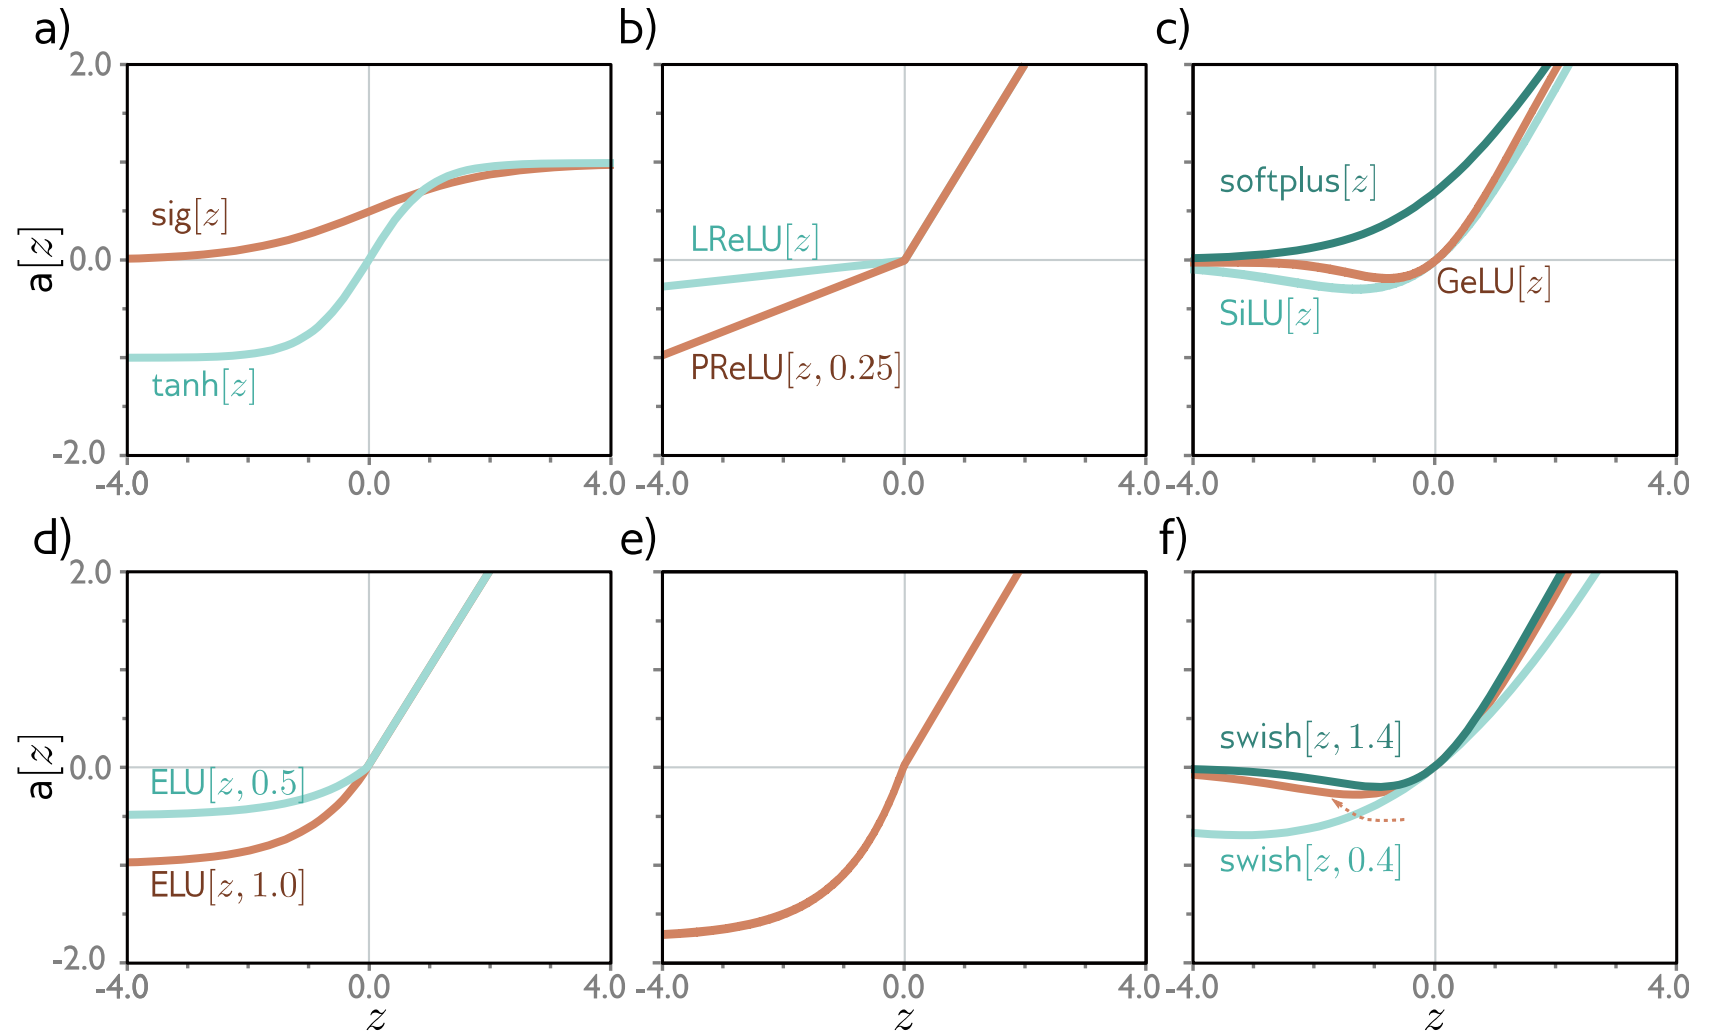 a)
2.0
0.0
-2.0
-4.0
0.0
4.0
a[z]
sig[z]
tanh[z]
b)
LReLU[z]
PReLU[z, 0.25]
-4.0
0.0
4.0
c)
softplus[z]
GeLU[z]
SiLU[z]
-4.0
0.0
4.0
d)
2.0
0.0
-2.0
-4.0
0.0
4.0
a[z]
z
ELU[z, 0.5]
ELU[z, 1.0]
e)
-4.0
0.0
4.0
z
f)
swish[z, 1.4]
swish[z, 0.4]
-4.0
0.0
4.0
z